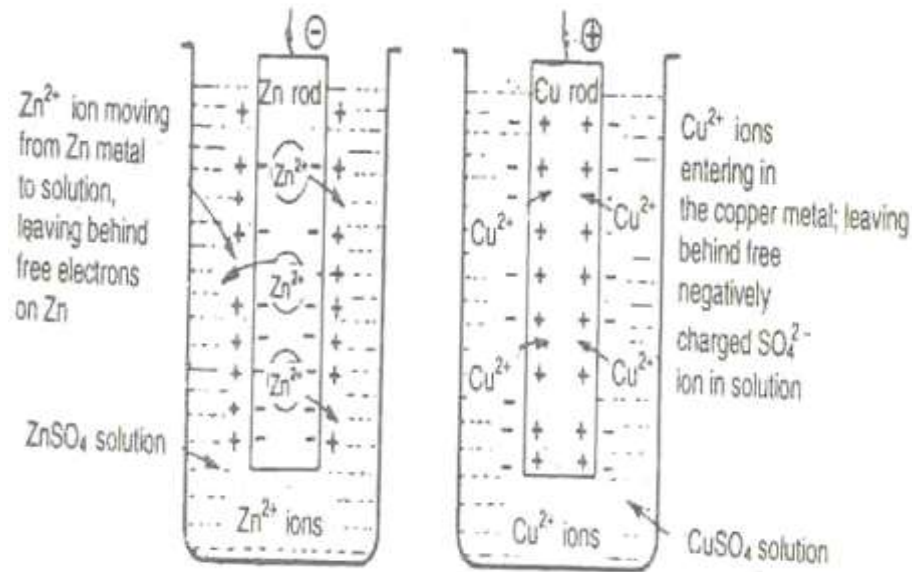 ⊖
Zn rod
Zn²⁺ ion moving
from Zn metal
to solution,
leaving behind
free electrons
on Zn
Zn²⁺
Zn²⁺
Zn²⁺
ZnSO₄ solution
Zn²⁺ ions
⊕
Cu rod
Cu²⁺ ions
entering in
the copper metal; leaving
behind free
negatively
charged SO₄²⁻
ion in solution
Cu²⁺
Cu²⁺
Cu²⁺
Cu²⁺
Cu²⁺ ions
CuSO₄ solution